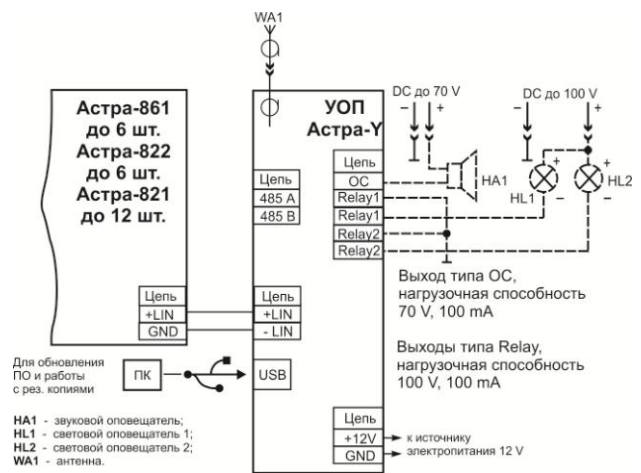 WA1
Астра-861
до 6 шт.
Астра-822
до 6 шт.
Астра-821
до 12 шт.
УОП
Астра-Y
DC до 70 V
– +
DC до 100 V
– +
Цепь
OC
Relay1
Relay1
Relay2
Relay2
HA1
+
HL1
–
+
HL2
–
Цепь
485 A
485 B
Выход типа ОС,
нагрузочная способность
70 V, 100 mA
Выходы типа Relay,
нагрузочная способность
100 V, 100 mA
Цепь
+LIN
GND
Цепь
+LIN
- LIN
Для обновления
ПО и работы
с рез. копиями
ПК
USB
HA1 - звуковой оповещатель;
HL1 - световой оповещатель 1;
HL2 - световой оповещатель 2;
WA1 - антенна.
Цепь
+12V
GND
к источнику
электропитания 12 V